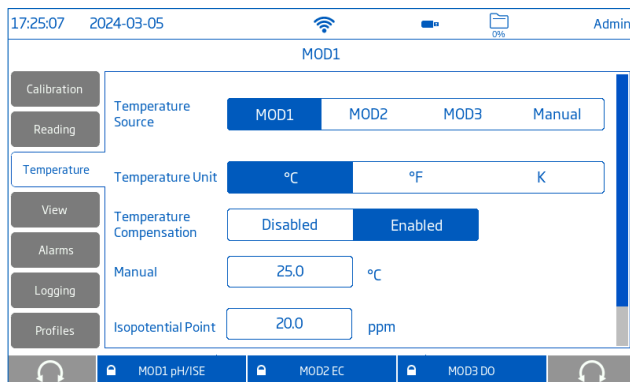 17:25:07 2024-03-05 0% Admin
MOD1
Calibration
Reading
Temperature
View
Alarms
Logging
Profiles
Temperature
Source
MOD1 MOD2 MOD3 Manual
Temperature Unit °C °F K
Temperature
Compensation
Disabled Enabled
Manual 25.0 °C
Isopotential Point 20.0 ppm
MOD1 pH/ISE MOD2 EC MOD3 DO